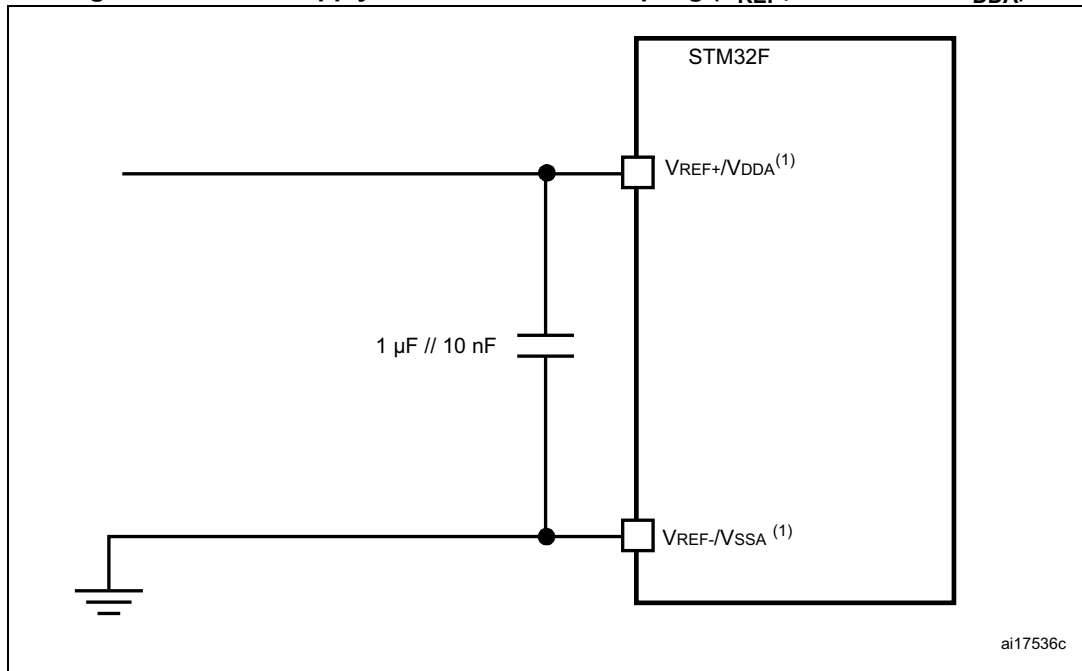 STM32F
VREF+/VDDA(1)
1 µF // 10 nF
VREF-/VSSA (1)
ai17536c